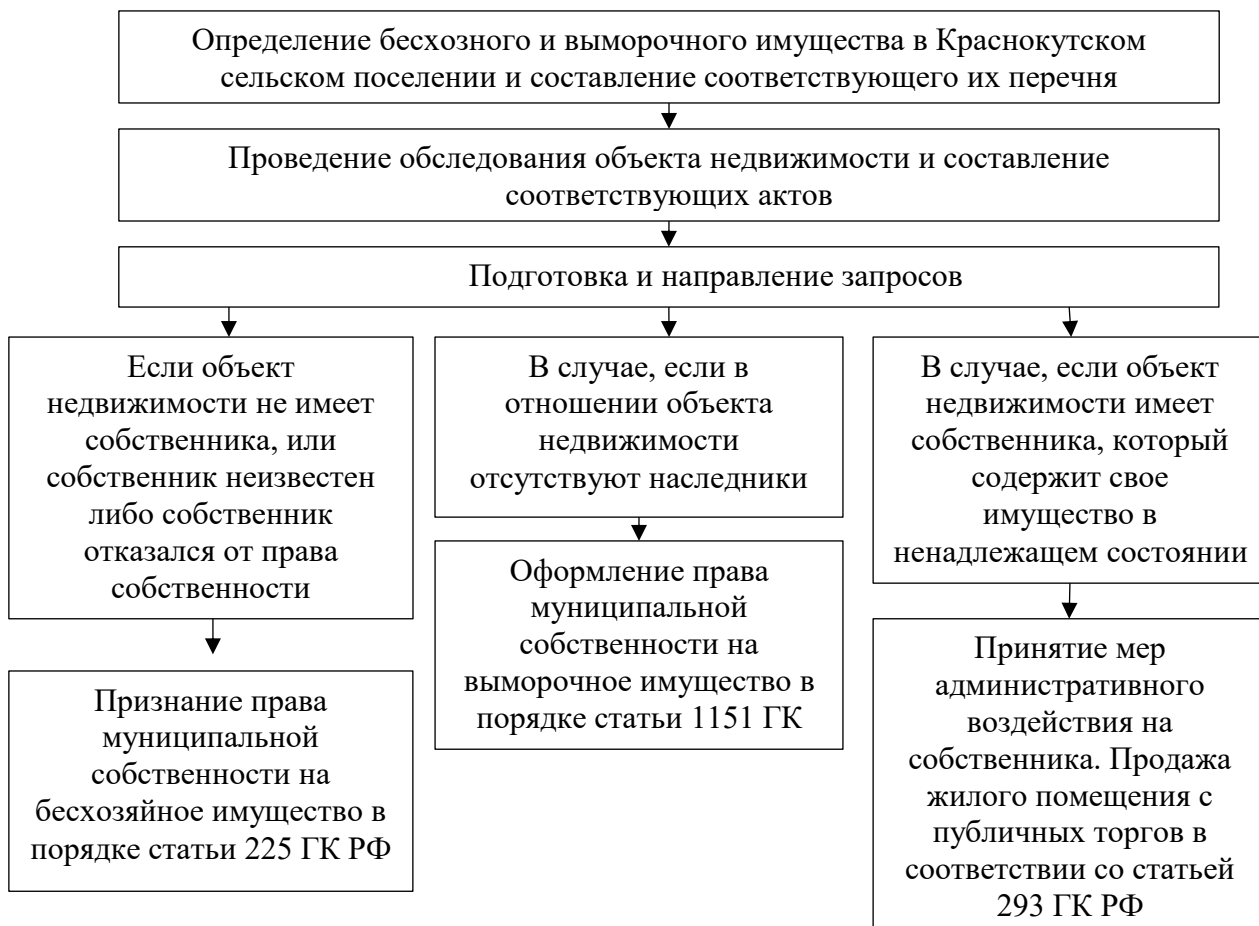 Определение бесхозного и выморочного имущества в Краснокутском
сельском поселении и составление соответствующего их перечня
Проведение обследования объекта недвижимости и составление
соответствующих актов
Подготовка и направление запросов
Если объект
недвижимости не имеет
собственника, или
собственник неизвестен
либо собственник
отказался от права
собственности
Признание права
муниципальной
собственности на
бесхозяйное имущество в
порядке статьи 225 ГК РФ
В случае, если в
отношении объекта
недвижимости
отсутствуют наследники
Оформление права
муниципальной
собственности на
выморочное имущество в
порядке статьи 1151 ГК
В случае, если объект
недвижимости имеет
собственника, который
содержит свое
имущество в
ненадлежащем состоянии
Принятие мер
административного
воздействия на
собственника. Продажа
жилого помещения с
публичных торгов в
соответствии со статьей
293 ГК РФ